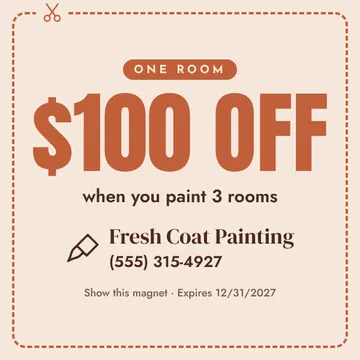 ONE ROOM
$100 OFF
when you paint 3 rooms
Fresh Coat Painting
(555) 315-4927
Show this magnet · Expires 12/31/2027